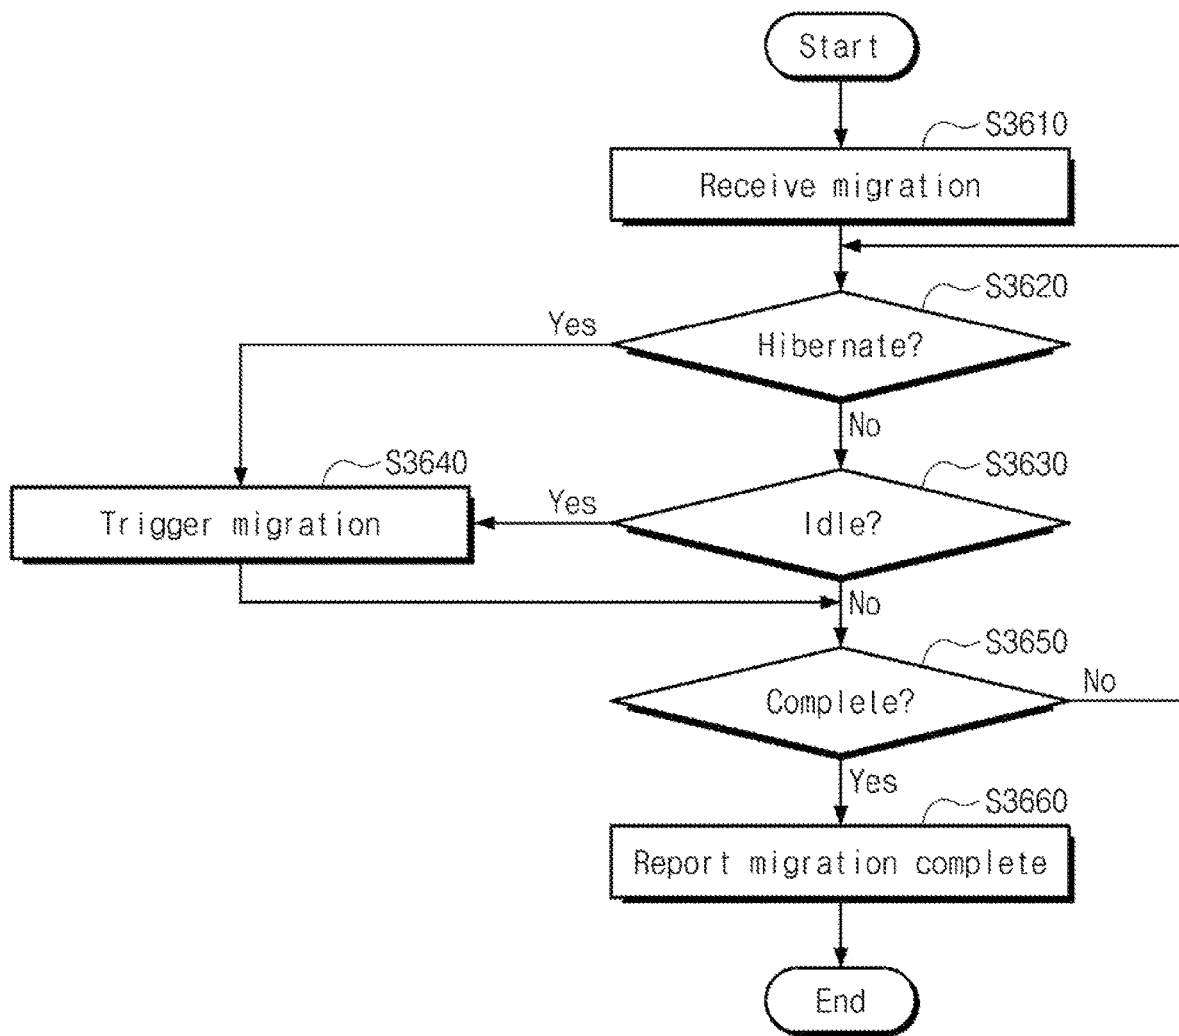 Start
S3610
Receive migration
S3620
Yes
Hibernate?
No
S3640
S3630
Trigger migration
Yes
Idle?
No
S3650
Complete?
No
Yes
S3660
Report migration complete
End